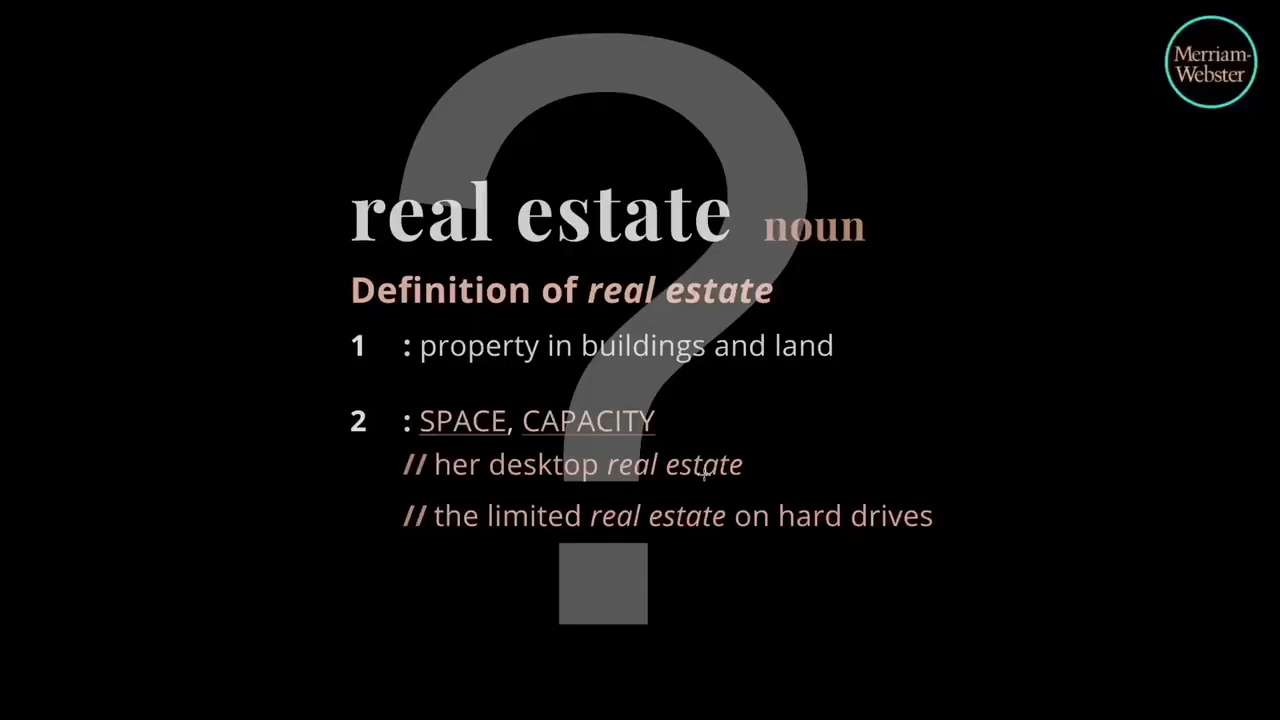 Merriam-
Webster
real estate noun
Definition of real estate
1 : property in buildings and land
2 : SPACE, CAPACITY
// her desktop real estate
// the limited real estate on hard drives
?